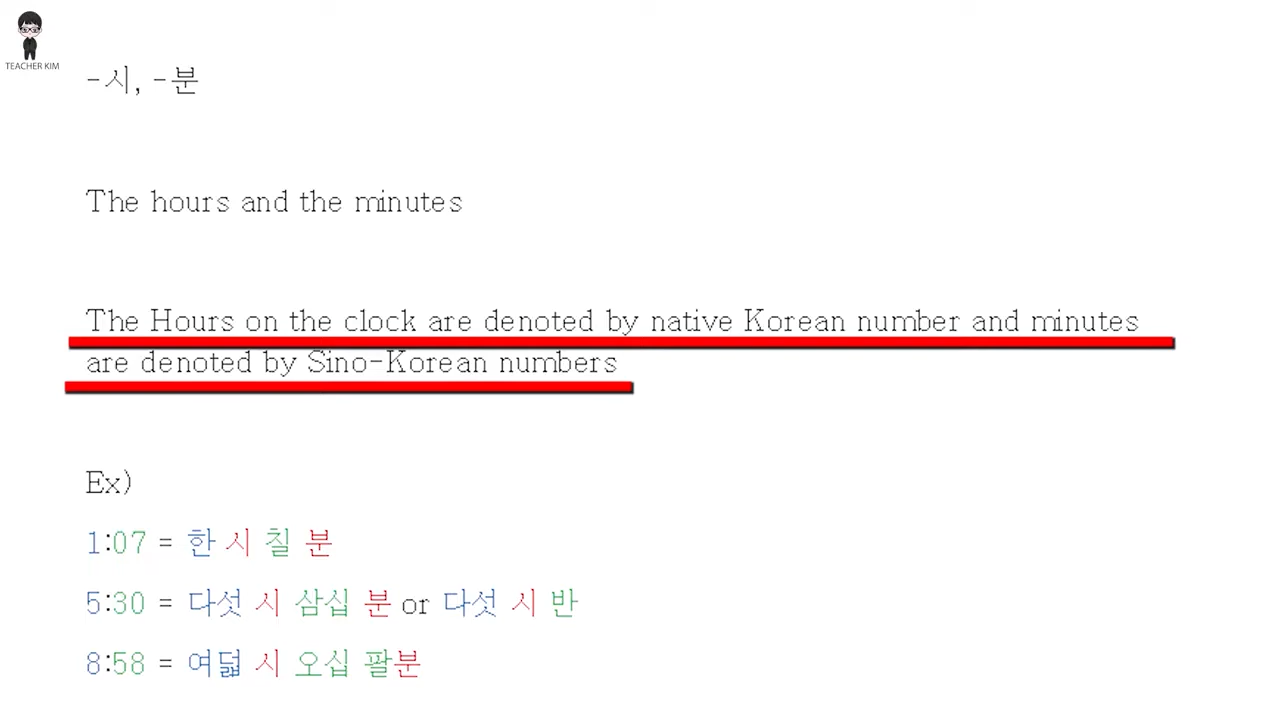 TEACHER KIM
-시, -분
The hours and the minutes
The Hours on the clock are denoted by native Korean number and minutes
are denoted by Sino-Korean numbers
Ex)
1:07 = 한 시 칠 분
5:30 = 다섯 시 삼십 분 or 다섯 시 반
8:58 = 여덟 시 오십 팔분